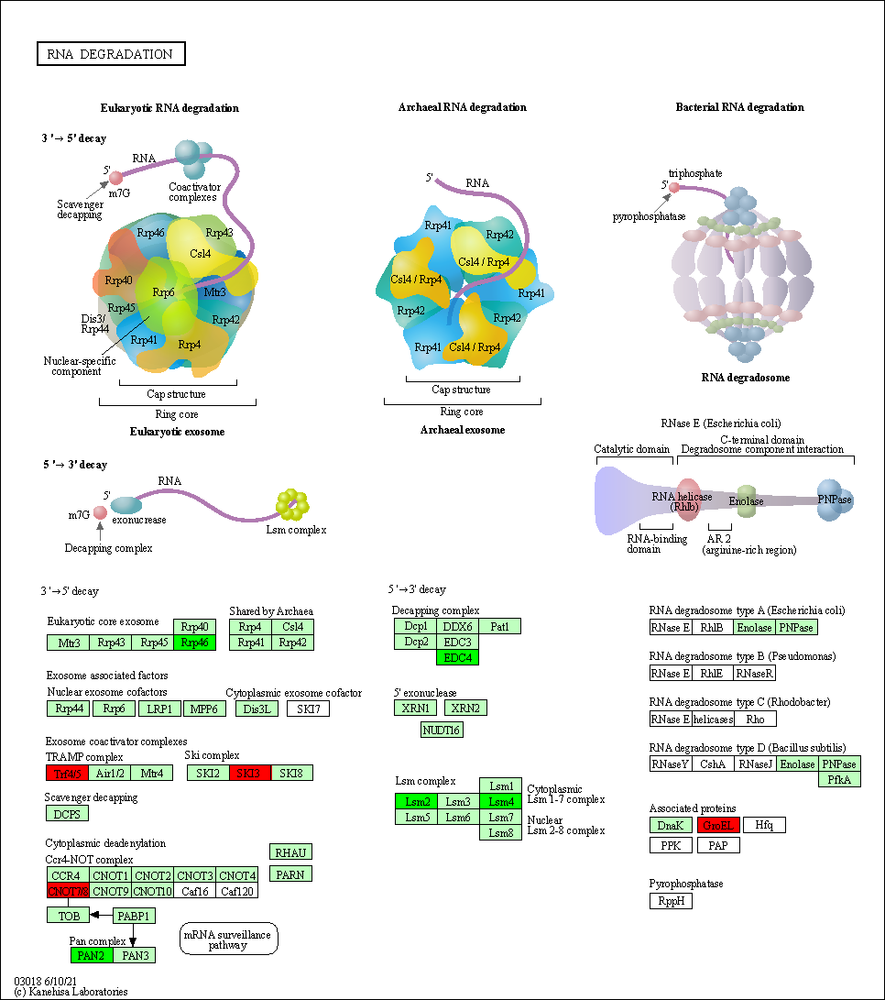 RNA DEGRADATION
Eukaryotic RNA degradation
Archaeal RNA degradation
Bacterial RNA degradation
3 '→ 5' decay
RNA
5'
m7G
Scavenger
decapping
Coactivator
complexes
Rrp46
Rrp43
Csl4
Rrp40
Rrp6
Mtr3
Rrp45
Dis3/
Rrp44
Rrp42
Rrp41
Rrp4
Nuclear-specific
component
Cap structure
Ring core
Eukaryotic exosome
5'
RNA
Rrp41
Rrp42
Csl4 / Rrp4
Csl4 / Rrp4
Rrp41
Rrp42
Rrp42
Rrp41
Csl4 / Rrp4
Cap structure
Ring core
Archaeal exosome
triphosphate
5'
pyrophosphatase
RNA degradosome
5 '→ 3' decay
RNA
5'
m7G
exonucrease
Lsm complex
Decapping complex
RNase E (Escherichia coli)
C-terminal domain
Catalytic domain
Degradosome component interaction
RNA helicase
(Rhlb)
Enolase
PNPase
RNA-binding
domain
AR 2
(arginine-rich region)
3 '→5' decay
Eukaryotic core exosome
Rrp40
Mtr3 Rrp43 Rrp45 Rrp46
Shared by Archaea
Rrp4 Csl4
Rrp41 Rrp42
Exosome associated factors
Nuclear exosome cofactors
Rrp44 Rrp6 LRP1 MPP6
Cytoplasmic exosome cofactor
Dis3L SKI7
Exosome coactivator complexes
TRAMP complex
Trf4/5 Air1/2 Mtr4
Ski complex
SKI2 SKI3 SKI8
Scavenger decapping
DCPS
Cytoplasmic deadenylation
Ccr4-NOT complex
CCR4 CNOT1 CNOT2 CNOT3 CNOT4
CNOT7/8 CNOT9 CNOT10 Caf16 Caf120
RHAU
PARN
TOB PABP1
Pan complex
PAN2 PAN3
mRNA surveillance
pathway
5 '→3' decay
Decapping complex
Dcp1 DDX6 Pat1
Dcp2 EDC3
EDC4
5' exonuclease
XRN1 XRN2
NUDT16
Lsm complex
Lsm1
Lsm2 Lsm3 Lsm4
Lsm5 Lsm6 Lsm7
Lsm8
Cytoplasmic
Lsm 1-7 complex
Nuclear
Lsm 2-8 complex
RNA degradosome type A (Escherichia coli)
RNase E RhlB Enolase PNPase
RNA degradosome type B (Pseudomonas)
RNase E RhlE RNaseR
RNA degradosome type C (Rhodobacter)
RNase E helicases Rho
RNA degradosome type D (Bacillus subtilis)
RNaseY CshA RNaseJ Enolase PNPase
PfkA
Associated proteins
DnaK GroEL Hfq
PPK PAP
Pyrophosphatase
RppH
03018 6/10/21
(c) Kanehisa Laboratories